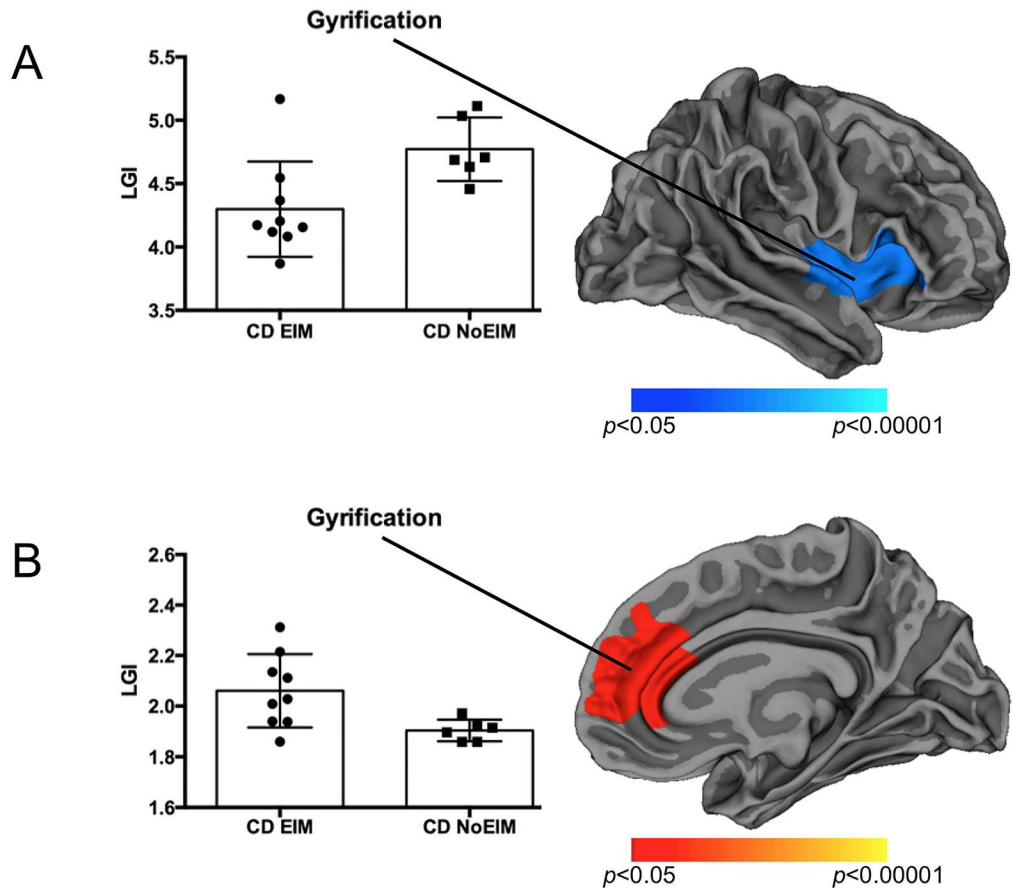 Gyrification
A
5.5
5.0
4.5
4.0
3.5
LGI
CD EIM
CD NoEIM
p<0.05
p<0.00001
Gyrification
B
2.6
2.4
2.2
2.0
1.8
1.6
LGI
CD EIM
CD NoEIM
p<0.05
p<0.00001